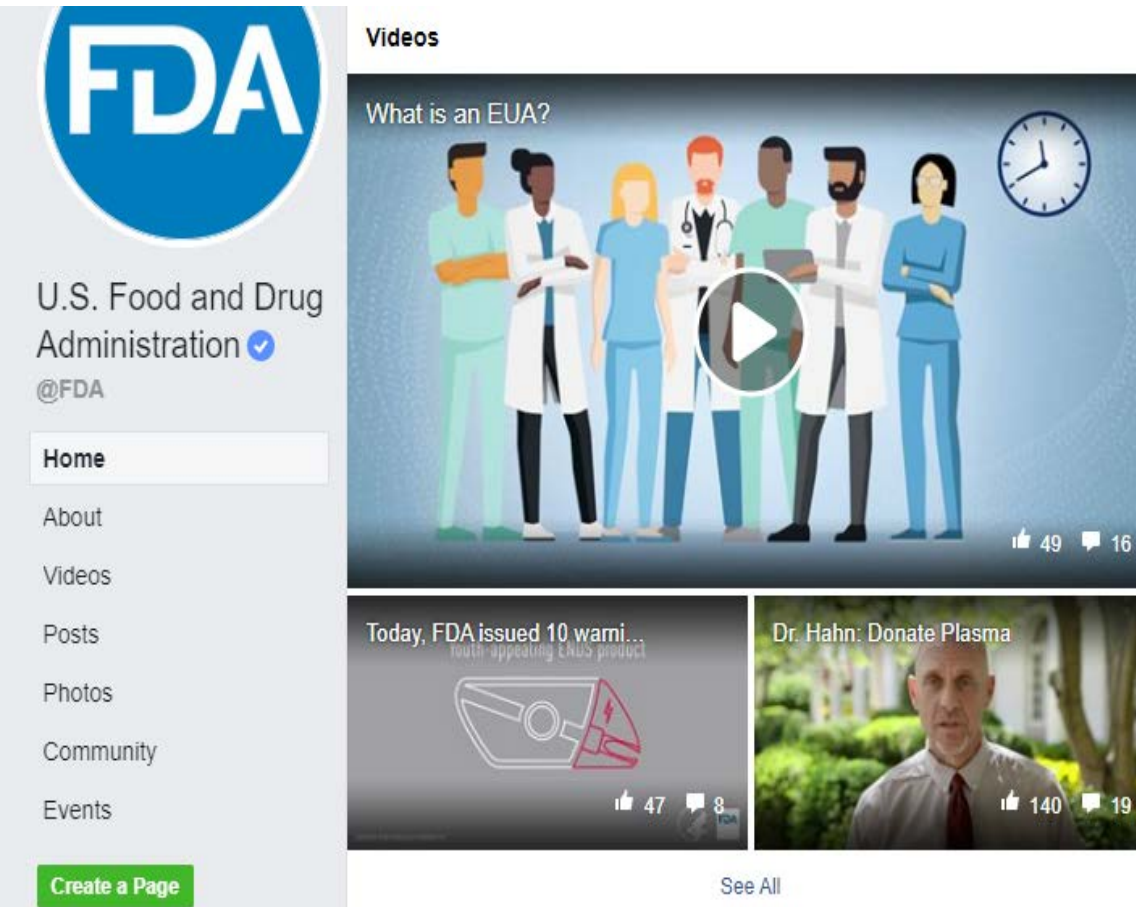 FDA
U.S. Food and Drug
Administration
@FDA
Home
About
Videos
Posts
Photos
Community
Events
Create a Page
Videos
What is an EUA?
49 16
Today, FDA issued 10 warni...
Youth-appealing ENDS product
47 8
FDA
Dr. Hahn: Donate Plasma
140 19
See All